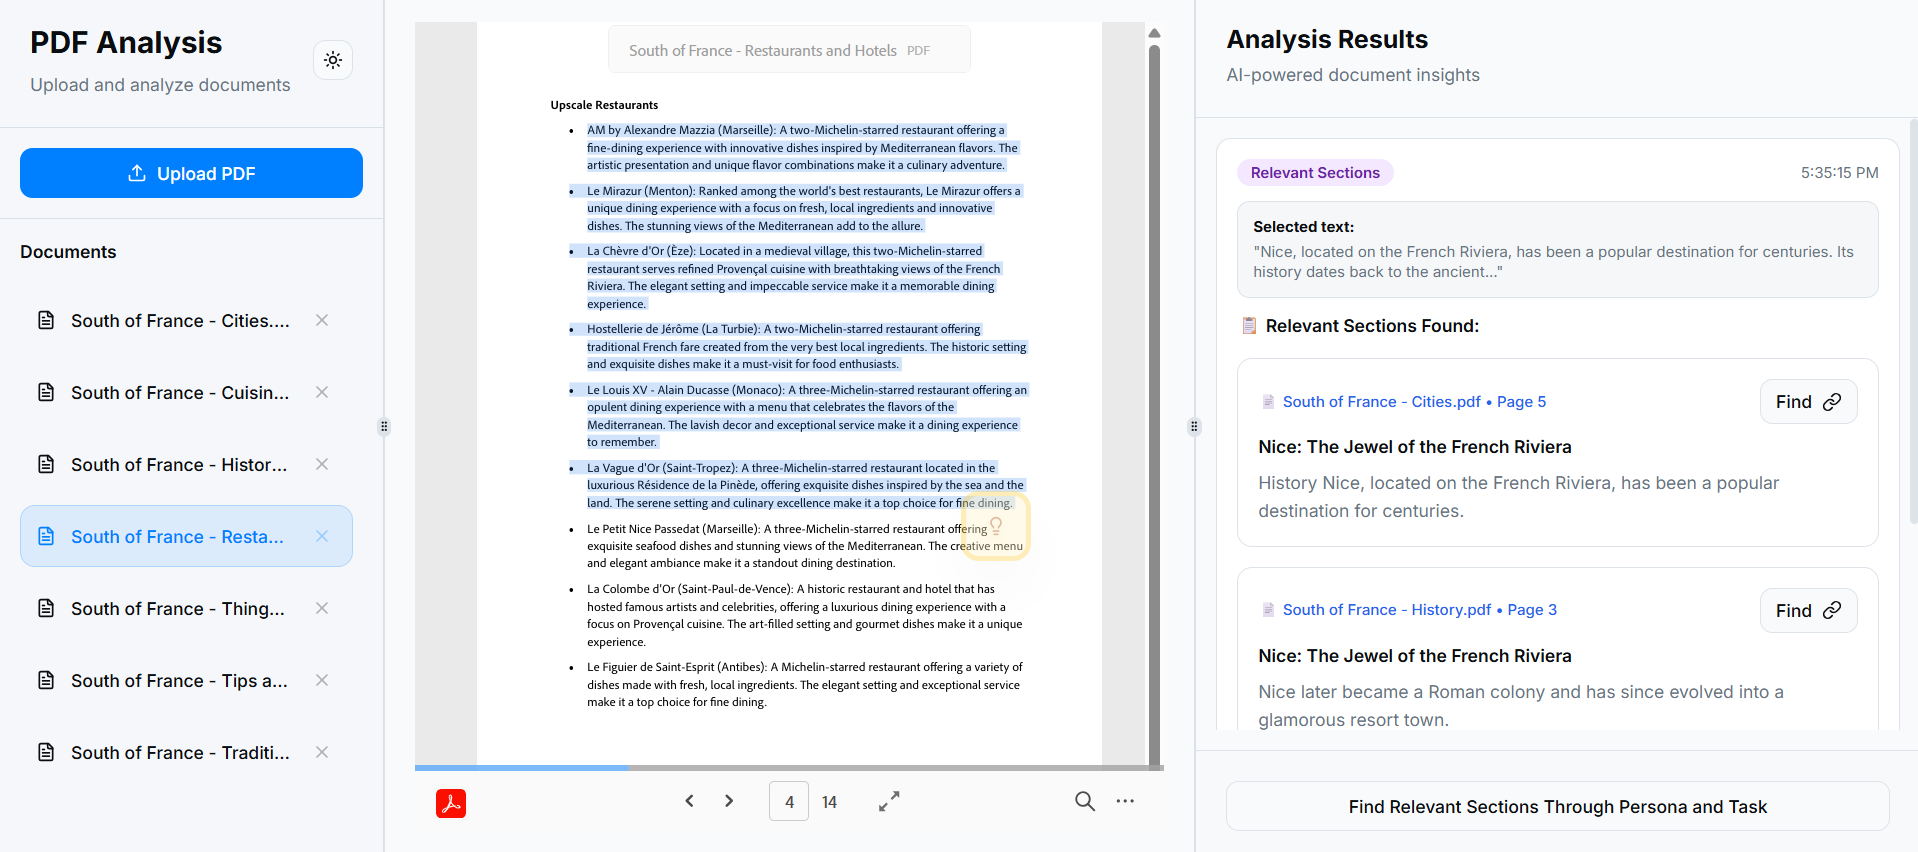 PDF Analysis
Upload and analyze documents
Upload PDF
Documents
South of France - Cities....
South of France - Cuisin...
South of France - Histor...
South of France - Resta...
South of France - Thing...
South of France - Tips a...
South of France - Traditi...
South of France - Restaurants and Hotels PDF
Upscale Restaurants
• AM by Alexandre Mazzia (Marseille): A two-Michelin-starred restaurant offering a
fine-dining experience with innovative dishes inspired by Mediterranean flavors. The
artistic presentation and unique flavor combinations make it a culinary adventure.
• Le Mirazur (Menton): Ranked among the world's best restaurants, Le Mirazur offers a
unique dining experience with a focus on fresh, local ingredients and innovative
dishes. The stunning views of the Mediterranean add to the allure.
• La Chèvre d'Or (Èze): Located in a medieval village, this two-Michelin-starred
restaurant serves refined Provençal cuisine with breathtaking views of the French
Riviera. The elegant setting and impeccable service make it a memorable dining
experience.
• Hostellerie de Jérôme (La Turbie): A two-Michelin-starred restaurant offering
traditional French fare created from the very best local ingredients. The historic setting
and exquisite dishes make it a must-visit for food enthusiasts.
• Le Louis XV - Alain Ducasse (Monaco): A three-Michelin-starred restaurant offering an
opulent dining experience with a menu that celebrates the flavors of the
Mediterranean. The lavish decor and exceptional service make it a dining experience
to remember.
• La Vague d'Or (Saint-Tropez): A three-Michelin-starred restaurant located in the
luxurious Résidence de la Pinède, offering exquisite dishes inspired by the sea and the
land. The serene setting and culinary excellence make it a top choice for fine dining.
• Le Petit Nice Passedat (Marseille): A three-Michelin-starred restaurant offering
exquisite seafood dishes and stunning views of the Mediterranean. The creative menu
and elegant ambiance make it a standout dining destination.
• La Colombe d'Or (Saint-Paul-de-Vence): A historic restaurant and hotel that has
hosted famous artists and celebrities, offering a luxurious dining experience with a
focus on Provençal cuisine. The art-filled setting and gourmet dishes make it a unique
experience.
• Le Figuier de Saint-Esprit (Antibes): A Michelin-starred restaurant offering a variety of
dishes made with fresh, local ingredients. The elegant setting and exceptional service
make it a top choice for fine dining.
4 14
Analysis Results
AI-powered document insights
Relevant Sections 5:35:15 PM
Selected text:
"Nice, located on the French Riviera, has been a popular destination for centuries. Its
history dates back to the ancient..."
Relevant Sections Found:
South of France - Cities.pdf • Page 5
Find
Nice: The Jewel of the French Riviera
History Nice, located on the French Riviera, has been a popular
destination for centuries.
South of France - History.pdf • Page 3
Find
Nice: The Jewel of the French Riviera
Nice later became a Roman colony and has since evolved into a
glamorous resort town.
Find Relevant Sections Through Persona and Task